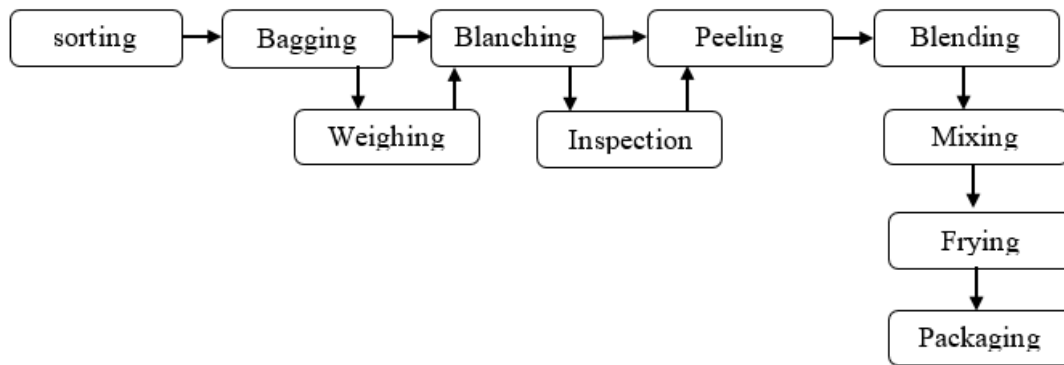 sorting
Bagging
Blanching
Peeling
Blending
Weighing
Inspection
Mixing
Frying
Packaging